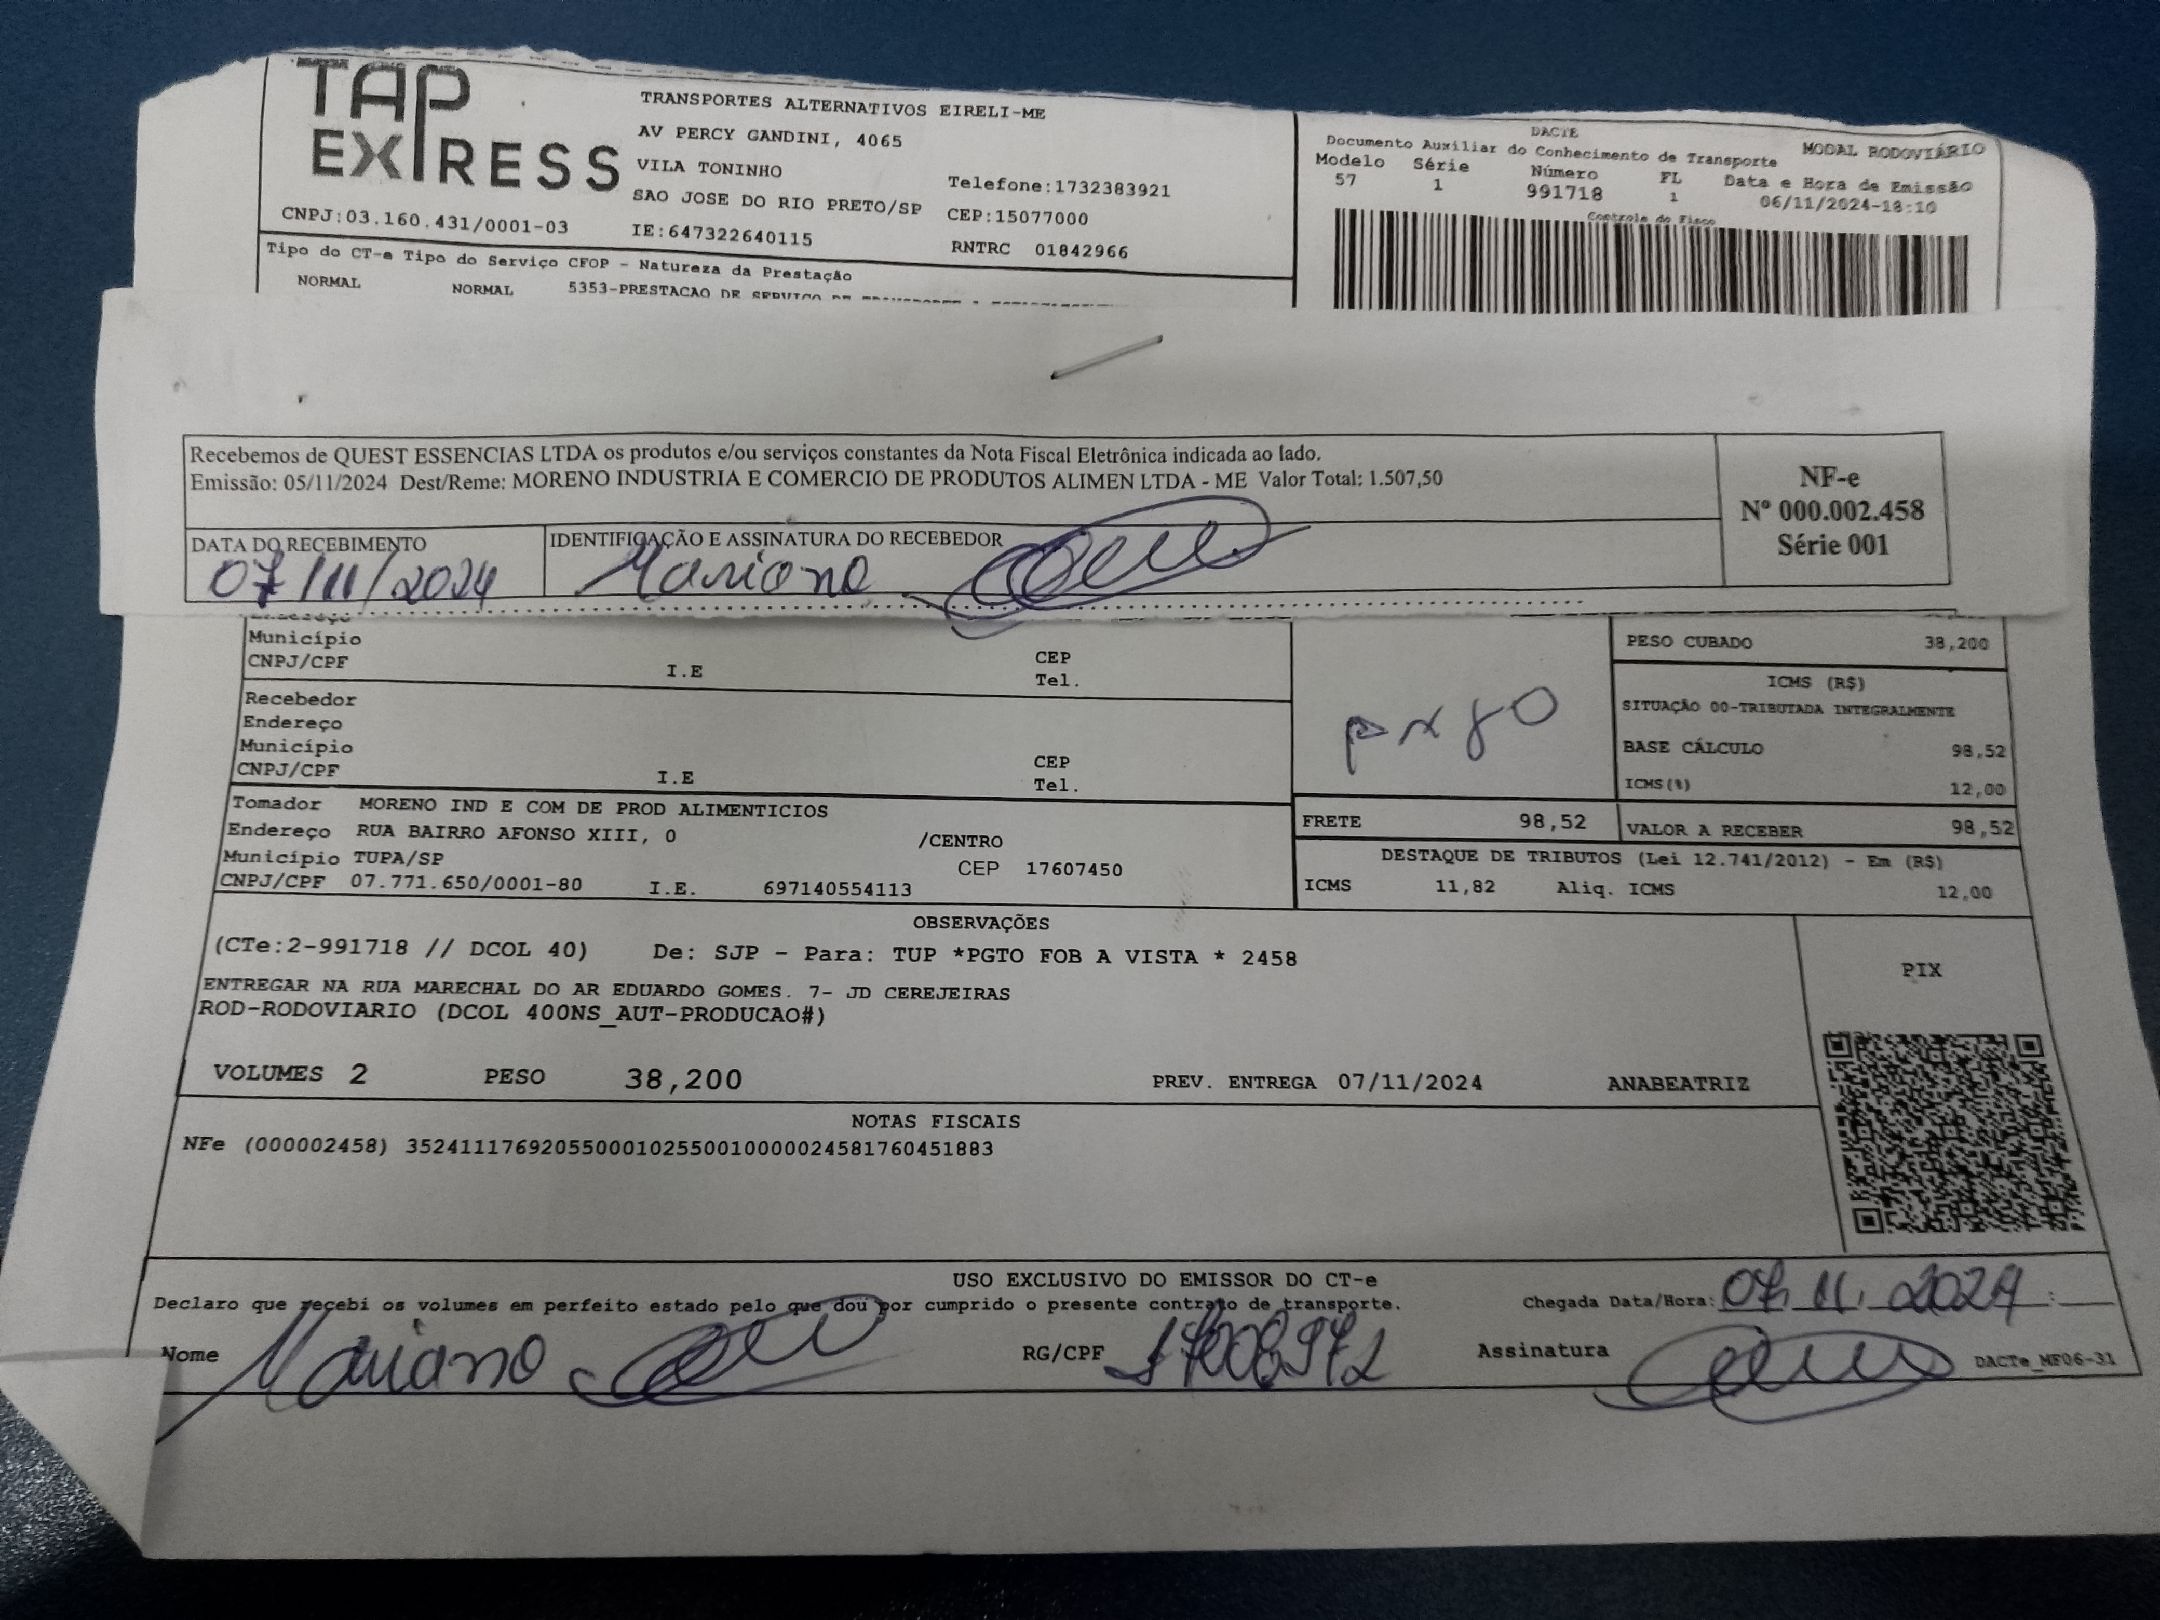 TAP EXPRESS
TRANSPORTES ALTERNATIVOS EIRELI-ME
AV PERCY GANDINI, 4065
VILA TONINHO Telefone:1732383921
SAO JOSE DO RIO PRETO/SP CEP:15077000
CNPJ:03.160.431/0001-03 IE:647322640115 RNTRC 01842966
DACTE MODAL RODOVIÁRIO
Documento Auxiliar do Conhecimento de Transporte
Modelo Série Número FL Data e Hora de Emissão
57 1 991718 1 06/11/2024-18:10
Controle do Fisco
Tipo do CT-e Tipo do Serviço CFOP - Natureza da Prestação
NORMAL NORMAL 5353-PRESTACAO DE SERVIÇO DE
Recebemos de QUEST ESSENCIAS LTDA os produtos e/ou serviços constantes da Nota Fiscal Eletrônica indicada ao lado.
Emissão: 05/11/2024 Dest/Reme: MORENO INDUSTRIA E COMERCIO DE PRODUTOS ALIMEN LTDA - ME Valor Total: 1.507,50
NF-e
Nº 000.002.458
Série 001
DATA DO RECEBIMENTO IDENTIFICAÇÃO E ASSINATURA DO RECEBEDOR
07/11/2024 Mariano
Município
CNPJ/CPF I.E CEP
Tel.
Recebedor
Endereço
Município
CNPJ/CPF I.E CEP
Tel.
PESO CUBADO 38,200
ICMS (R$)
SITUAÇÃO 00-TRIBUTADA INTEGRALMENTE
BASE CÁLCULO 98,52
ICMS(%) 12,00
Tomador MORENO IND E COM DE PROD ALIMENTICIOS
Endereço RUA BAIRRO AFONSO XIII, 0 /CENTRO
Município TUPA/SP CEP 17607450
CNPJ/CPF 07.771.650/0001-80 I.E. 697140554113
FRETE 98,52 VALOR A RECEBER 98,52
DESTAQUE DE TRIBUTOS (Lei 12.741/2012) - Em (R$)
ICMS 11,82 Aliq. ICMS 12,00
OBSERVAÇÕES
(CTe:2-991718 // DCOL 40) De: SJP - Para: TUP *PGTO FOB A VISTA * 2458
ENTREGAR NA RUA MARECHAL DO AR EDUARDO GOMES. 7- JD CEREJEIRAS
ROD-RODOVIARIO (DCOL 400NS_AUT-PRODUCAO#)
PIX
VOLUMES 2 PESO 38,200 PREV. ENTREGA 07/11/2024 ANABEATRIZ
NOTAS FISCAIS
NFe (000002458) 35241117692055000102550010000024581760451883
USO EXCLUSIVO DO EMISSOR DO CT-e
Declaro que recebi os volumes em perfeito estado pelo que dou por cumprido o presente contrato de transporte. Chegada Data/Hora: 07.11.2024 :
Nome Mariano RG/CPF Assinatura DACTe_MF06-31